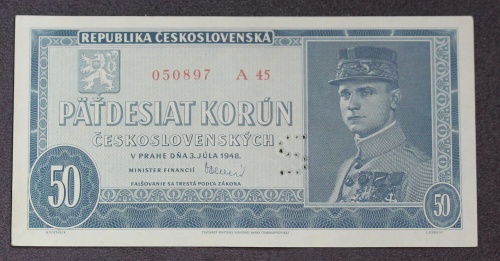 REPUBLIKA ČESKOSLOVENSKÁ
050897 A 45
PÄŤDESIAT KORÚN
ČESKOSLOVENSKÝCH
V PRAHE DŇA 3. JÚLA 1948.
MINISTER FINANCIÍ
FALŠOVANIE SA TRESTÁ PODĽA ZÁKONA
50
50